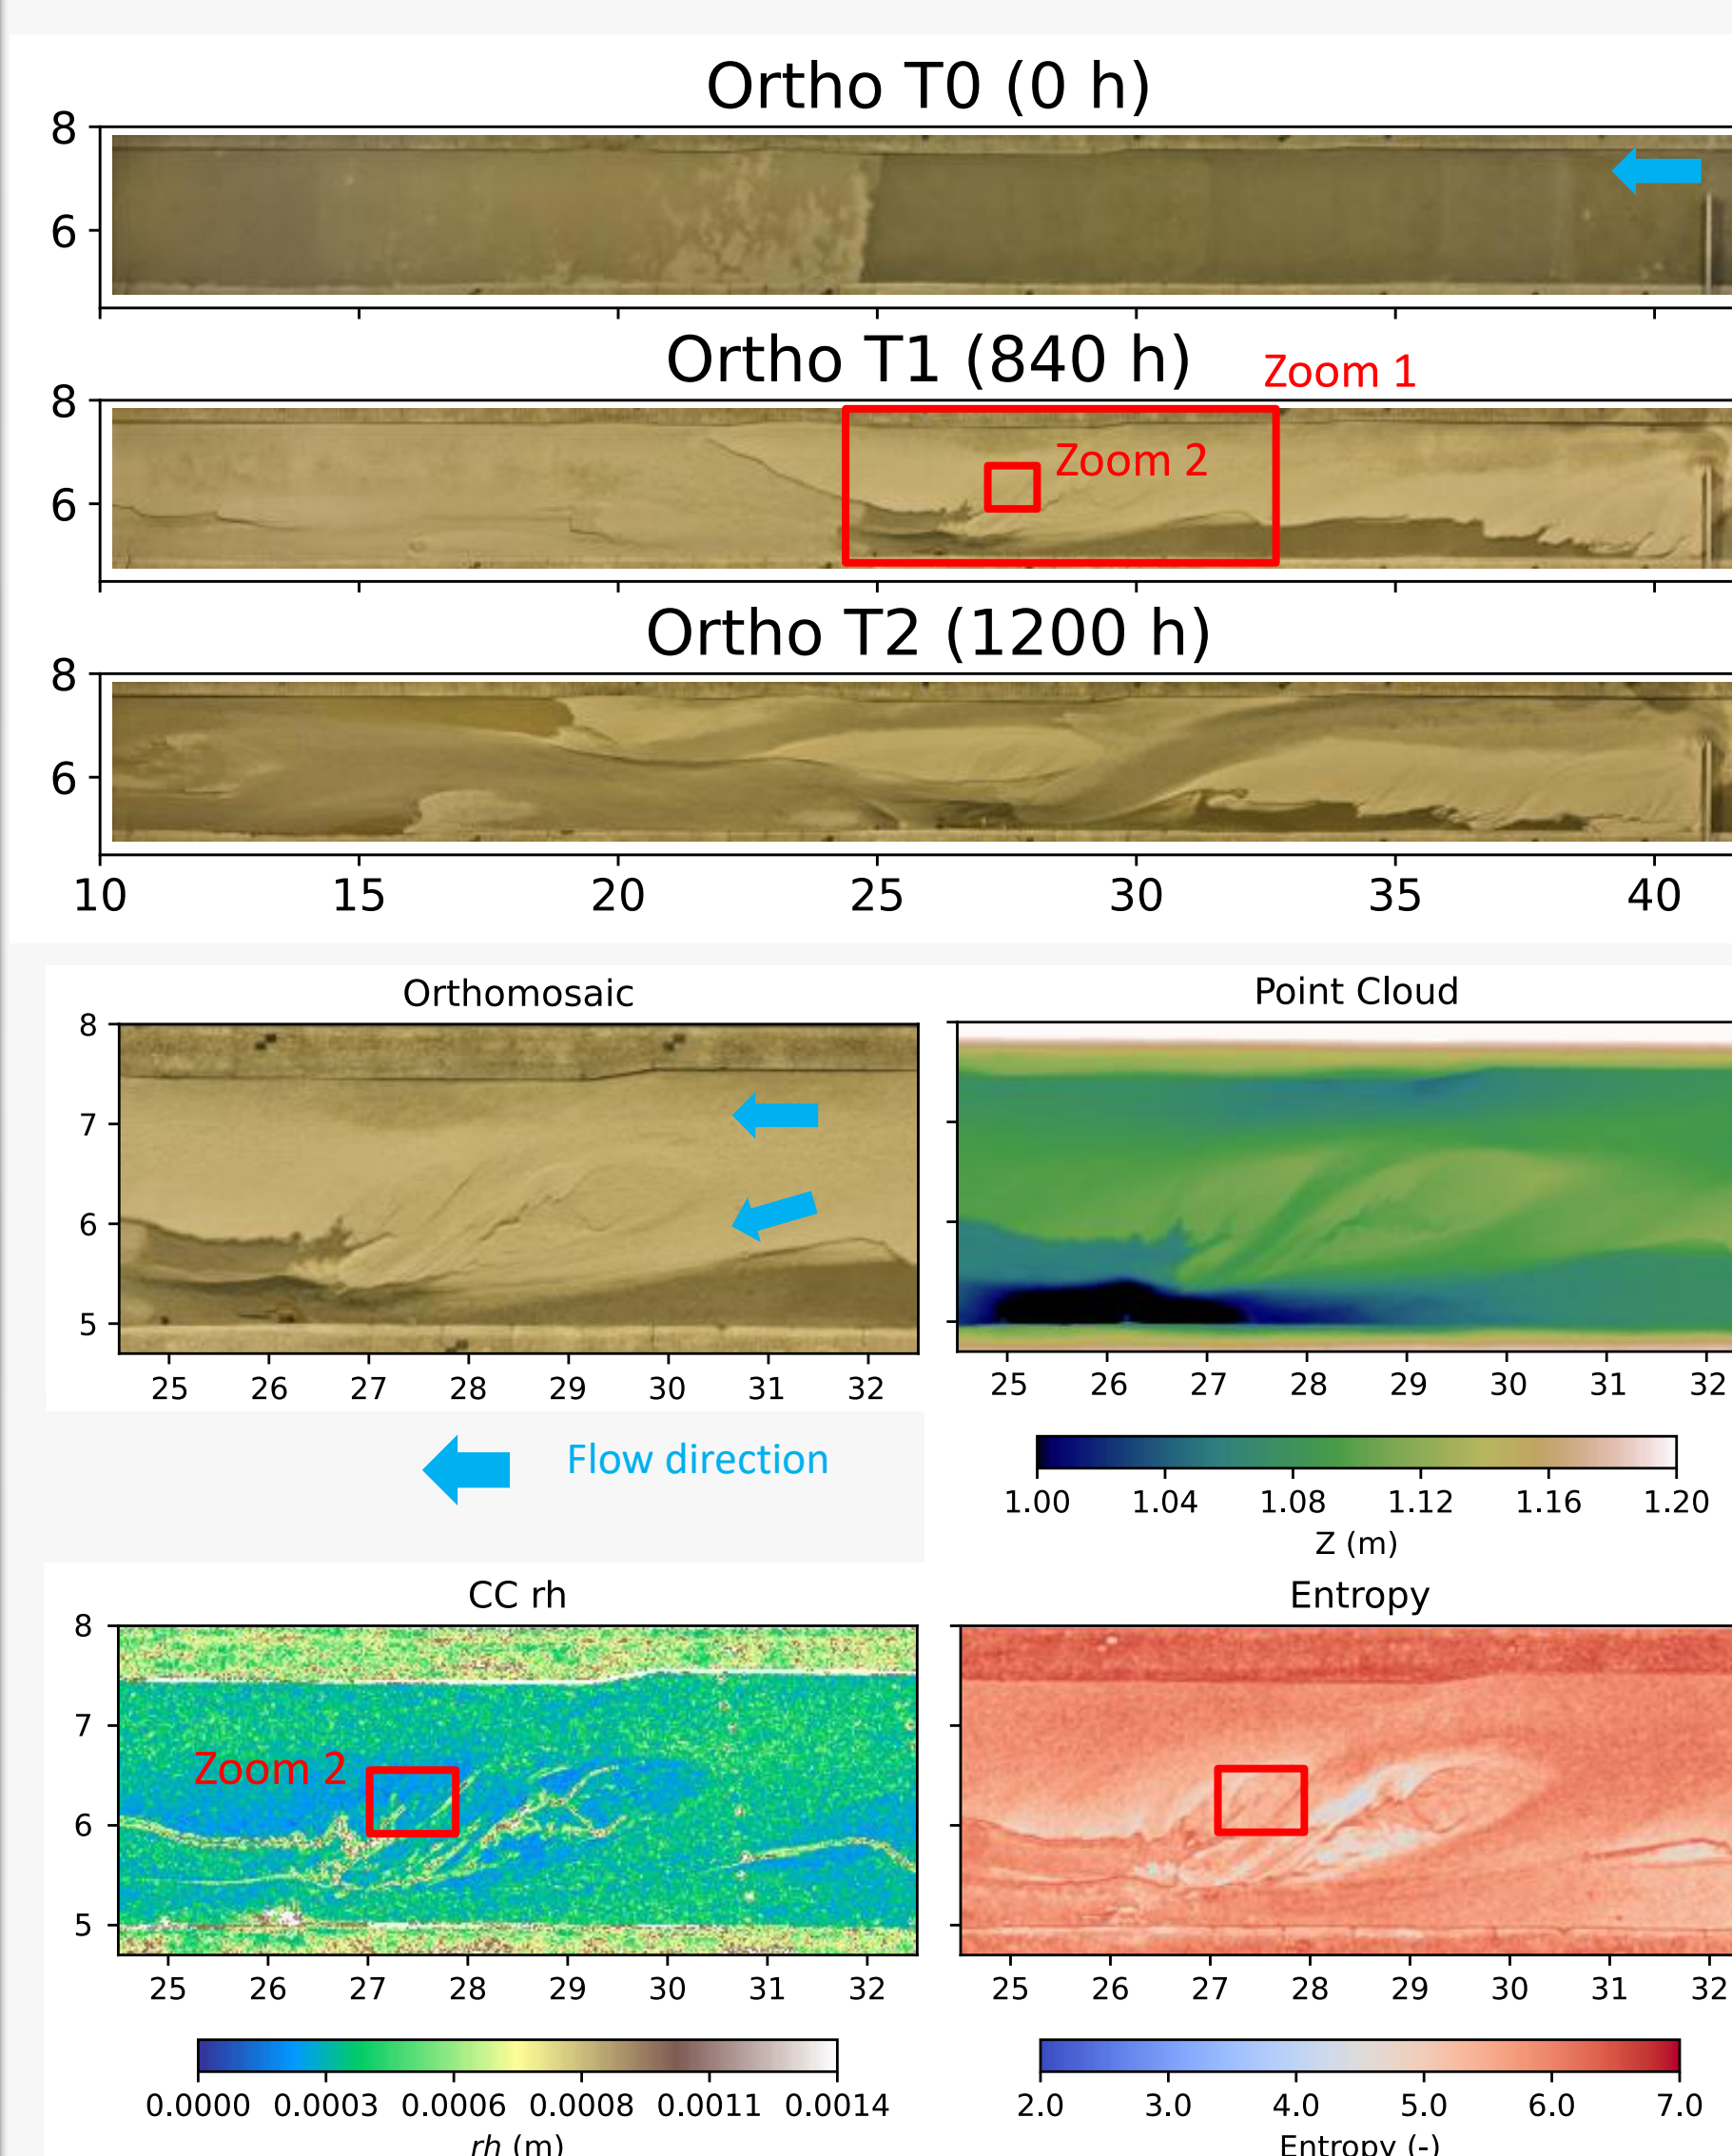 Ortho T0 (0 h)
8
6
Ortho T1 (840 h)
Zoom 1
8
Zoom 2
6
Ortho T2 (1200 h)
8
6
10 15 20 25 30 35 40
Orthomosaic
8
7
6
5
25 26 27 28 29 30 31 32
Point Cloud
25 26 27 28 29 30 31 32
Flow direction
1.00 1.04 1.08 1.12 1.16 1.20
Z (m)
CC rh
8
7
Zoom 2
6
5
25 26 27 28 29 30 31 32
0.0000 0.0003 0.0006 0.0008 0.0011 0.0014
rh (m)
Entropy
25 26 27 28 29 30 31 32
2.0 3.0 4.0 5.0 6.0 7.0
Entropy (-)